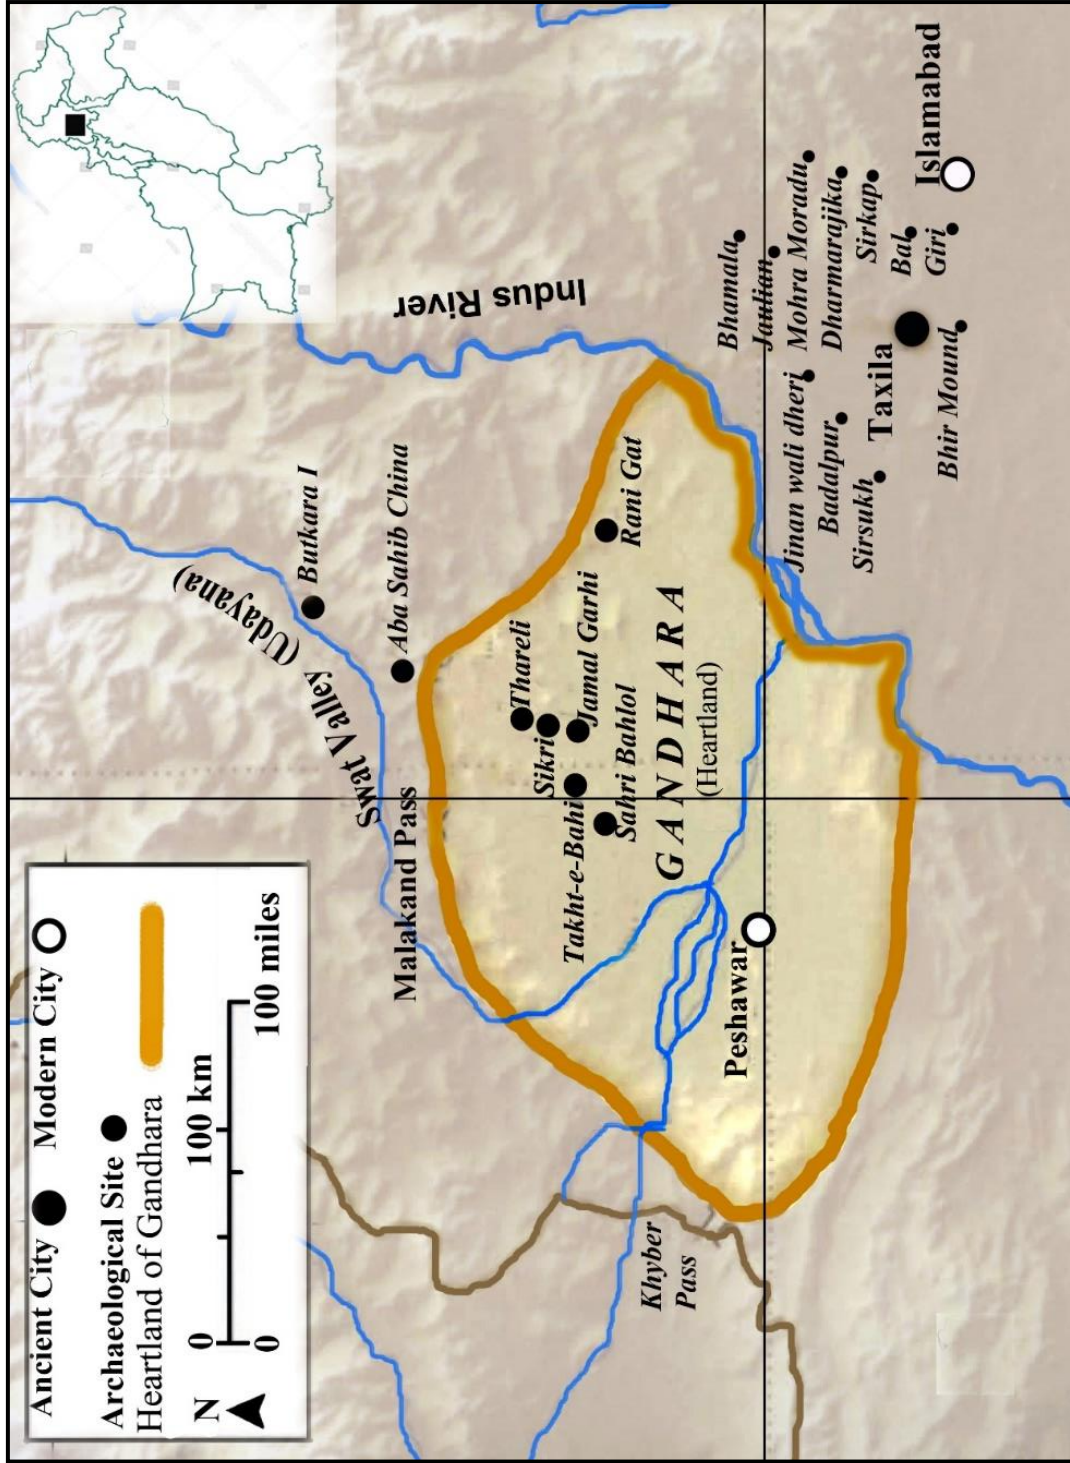 Ancient City
Modern City
Archaeological Site
Heartland of Gandhara
0
100 km
0
100 miles
N
Swat Valley (Udayana)
Butkara I
Aba Sahib China
Malakand Pass
Indus River
Thareli
Sikri
Jamal Garhi
Takht-e-Bahi
Sahri Bahlol
Rani Gat
GANDHARA
(Heartland)
Khyber
Pass
Peshawar
Bhamala
Jaulian
Jinan wali dheri
Mohra Moradu
Badalpur
Dharmarajika
Sirsukh
Sirkap
Taxila
Bal
Giri
Islamabad
Bhir Mound